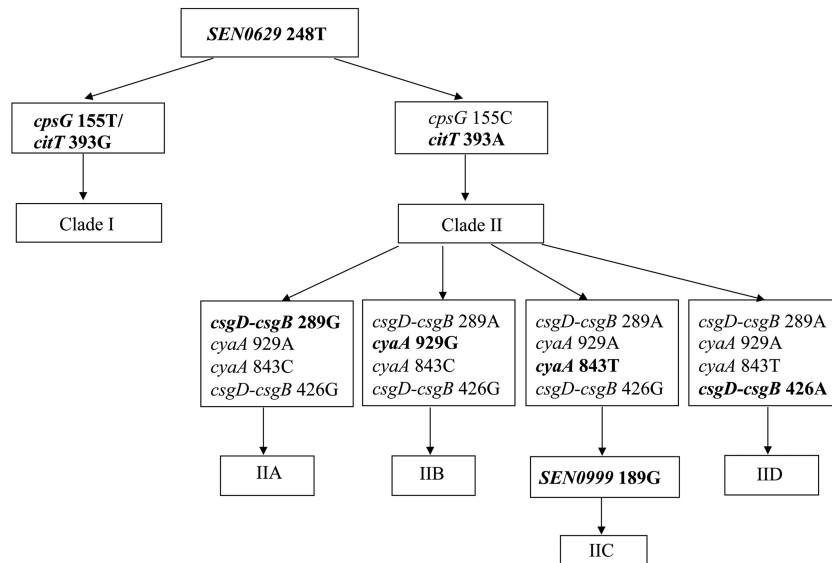 SEN0629 248T
cpsG 155T/
citT 393G
cpsG 155C
citT 393A
Clade I
Clade II
csgD-csgB 289G
cyaA 929A
cyaA 843C
csgD-csgB 426G
csgD-csgB 289A
cyaA 929G
cyaA 843C
csgD-csgB 426G
csgD-csgB 289A
cyaA 929A
cyaA 843T
csgD-csgB 426G
csgD-csgB 289A
cyaA 929A
cyaA 843T
csgD-csgB 426A
IIA
IIB
SEN0999 189G
IID
IIC